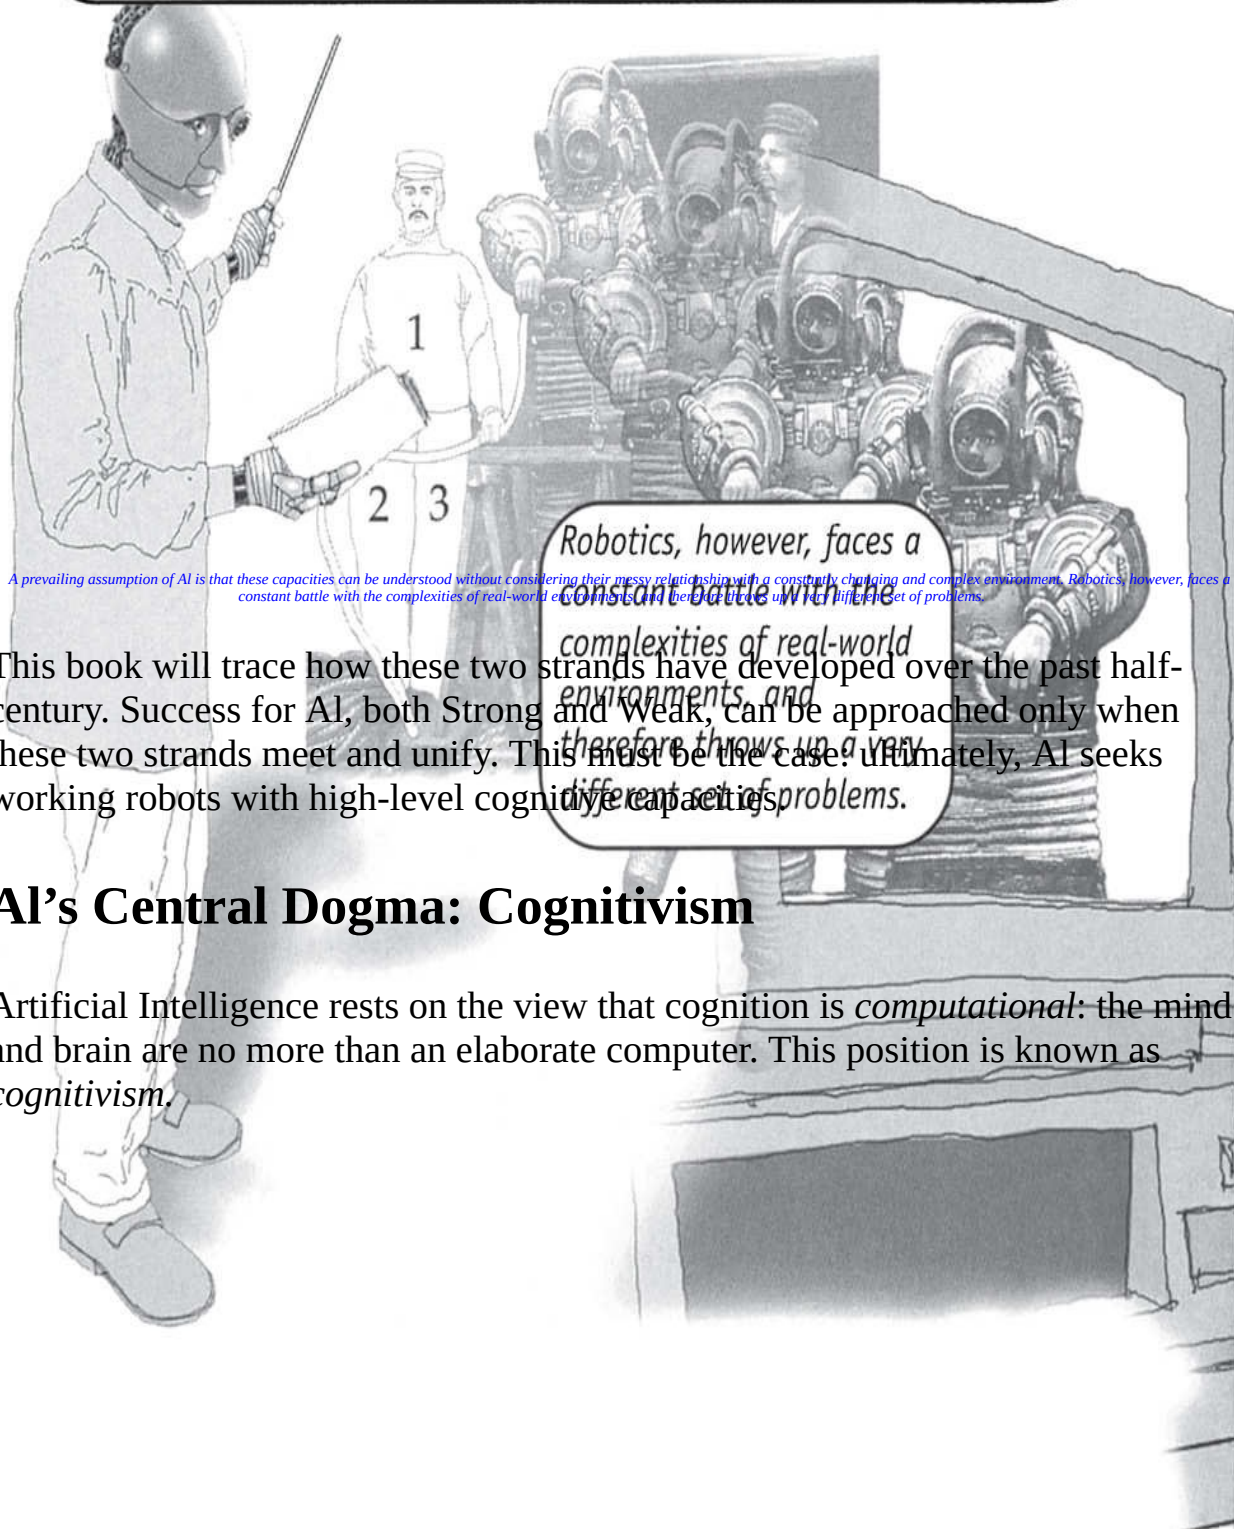 1
2 3
Robotics, however, faces a
constant battle with the
complexities of real-world
environments, and
therefore throws up a very
different set of problems.
A prevailing assumption of Al is that these capacities can be understood without considering their messy relationship with a constantly changing and complex environment. Robotics, however, faces a
constant battle with the complexities of real-world environments, and therefore throws up a very different set of problems.
This book will trace how these two strands have developed over the past half-
century. Success for Al, both Strong and Weak, can be approached only when
these two strands meet and unify. This must be the case: ultimately, Al seeks
working robots with high-level cognitive capacities.
Al’s Central Dogma: Cognitivism
Artificial Intelligence rests on the view that cognition is computational: the mind
and brain are no more than an elaborate computer. This position is known as
cognitivism.